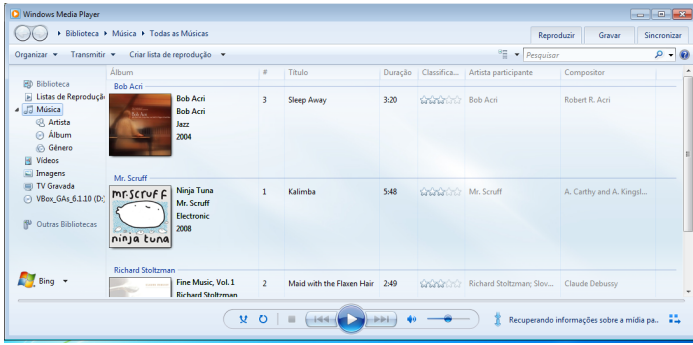 Windows Media Player
Biblioteca Música Todas as Músicas
Reproduzir Gravar Sincronizar
Organizar Transmitir Criar lista de reprodução Pesquisar
Álbum # Título Duração Classifica... Artista participante Compositor
Biblioteca
Listas de Reproduçã
Música
Artista
Álbum
Gênero
Vídeos
Imagens
TV Gravada
VBox_GAs_6.1.10 (D:
Outras Bibliotecas
Bing
Bob Acri
Bob Acri 3 Sleep Away 3:20 Bob Acri Robert R. Acri
Bob Acri
Jazz
2004
Mr. Scruff
mr.scruff
ninja tuna
Ninja Tuna 1 Kalimba 5:48 Mr. Scruff A. Carthy and A. Kingsl...
Mr. Scruff
Electronic
2008
Richard Stoltzman
Fine Music, Vol. 1 2 Maid with the Flaxen Hair 2:49 Richard Stoltzman; Slov... Claude Debussy
Richard Stoltzman
Recuperando informações sobre a mídia pa..